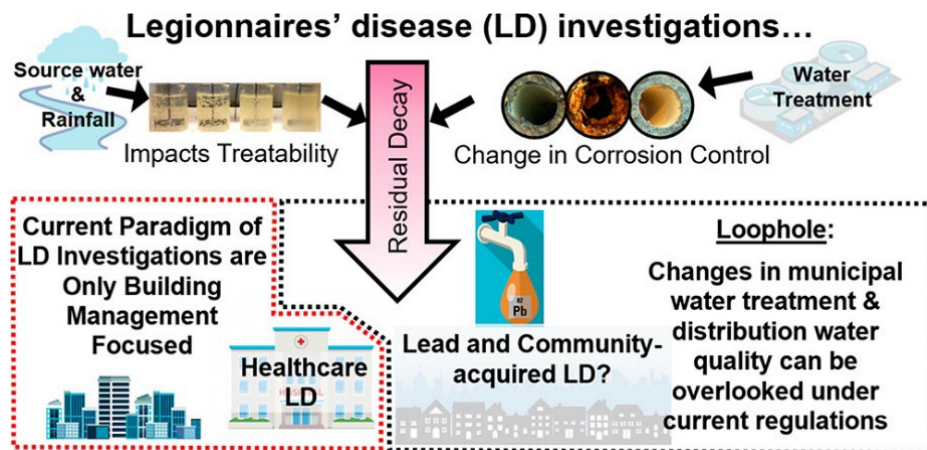 Legionnaires’ disease (LD) investigations…
Source water
&
Rainfall
Impacts Treatability
Residual Decay
Change in Corrosion Control
Water
Treatment
Current Paradigm of
LD Investigations are
Only Building
Management
Focused
Healthcare
LD
82
Pb
Lead and Community-
acquired LD?
Loophole:
Changes in municipal
water treatment &
distribution water
quality can be
overlooked under
current regulations